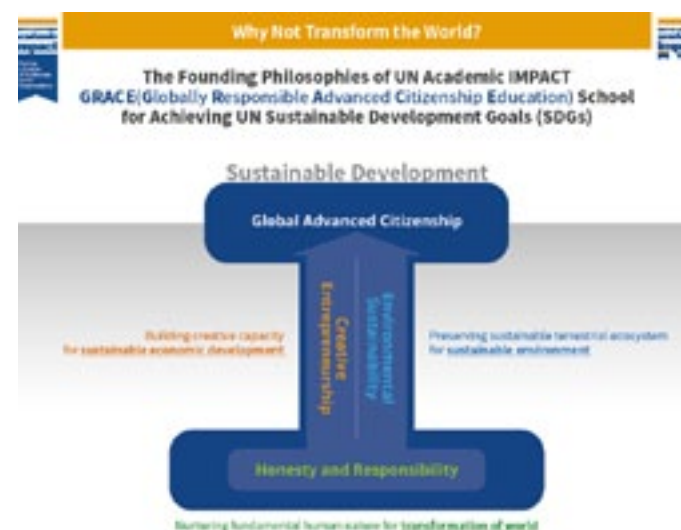 Why Not Transform the World?
The Founding Philosophies of UN Academic IMPACT
GRACE(Globally Responsible Advanced Citizenship Education) School
for Achieving UN Sustainable Development Goals (SDGs)
Sustainable Development
Global Advanced Citizenship
Creative
Entrepreneurship
Environmental
Sustainability
Building creative capacity
for sustainable economic development
Preserving sustainable terrestrial ecosystem
for sustainable environment
Honesty and Responsibility
Nurturing fundamental human nature for transformation of world